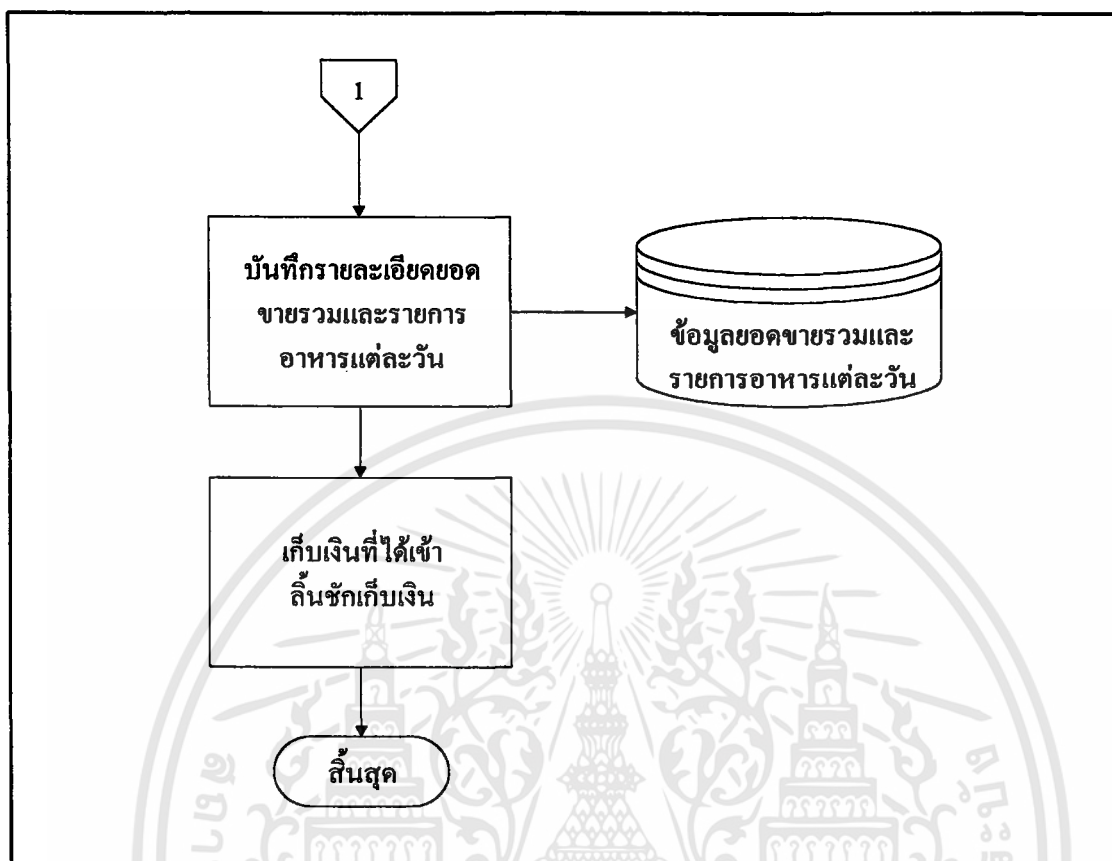 1
บันทึกรายละเอียดยอด
ขายรวมและรายการ
อาหารแต่ละวัน
ข้อมูลยอดขายรวมและ
รายการอาหารแต่ละวัน
เก็บเงินที่ได้เข้า
ลิ้นชักเก็บเงิน
สิ้นสุด